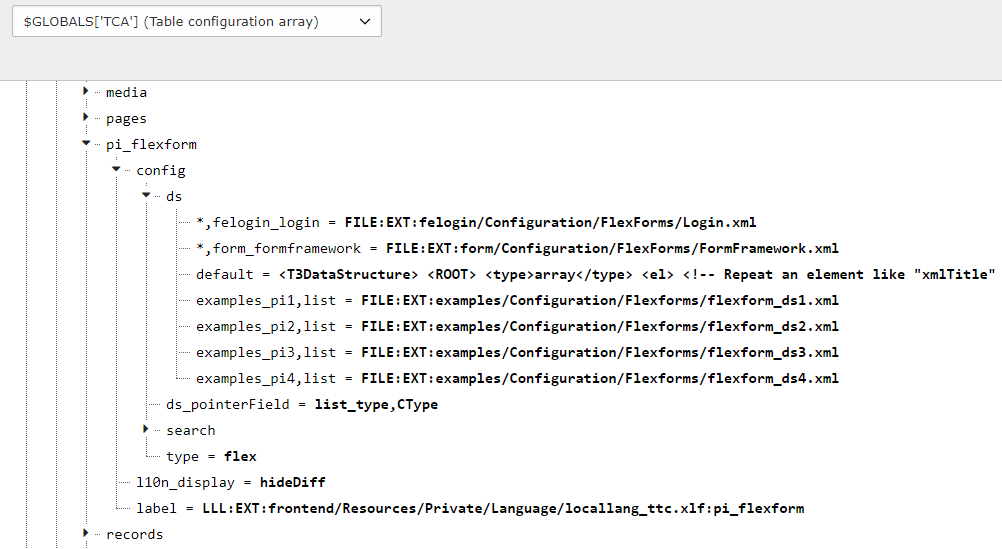 $GLOBALS['TCA'] (Table configuration array)
media
pages
pi_flexform
config
ds
*,felogin_login = FILE:EXT:felogin/Configuration/FlexForms/Login.xml
*,form_formframework = FILE:EXT:form/Configuration/FlexForms/FormFramework.xml
default = <T3DataStructure> <ROOT> <type>array</type> <el> <!-- Repeat an element like "xmlTitle"
examples_pi1,list = FILE:EXT:examples/Configuration/Flexforms/flexform_ds1.xml
examples_pi2,list = FILE:EXT:examples/Configuration/Flexforms/flexform_ds2.xml
examples_pi3,list = FILE:EXT:examples/Configuration/Flexforms/flexform_ds3.xml
examples_pi4,list = FILE:EXT:examples/Configuration/Flexforms/flexform_ds4.xml
ds_pointerField = list_type,CType
search
type = flex
l10n_display = hideDiff
label = LLL:EXT:frontend/Resources/Private/Language/locallang_ttc.xlf:pi_flexform
records